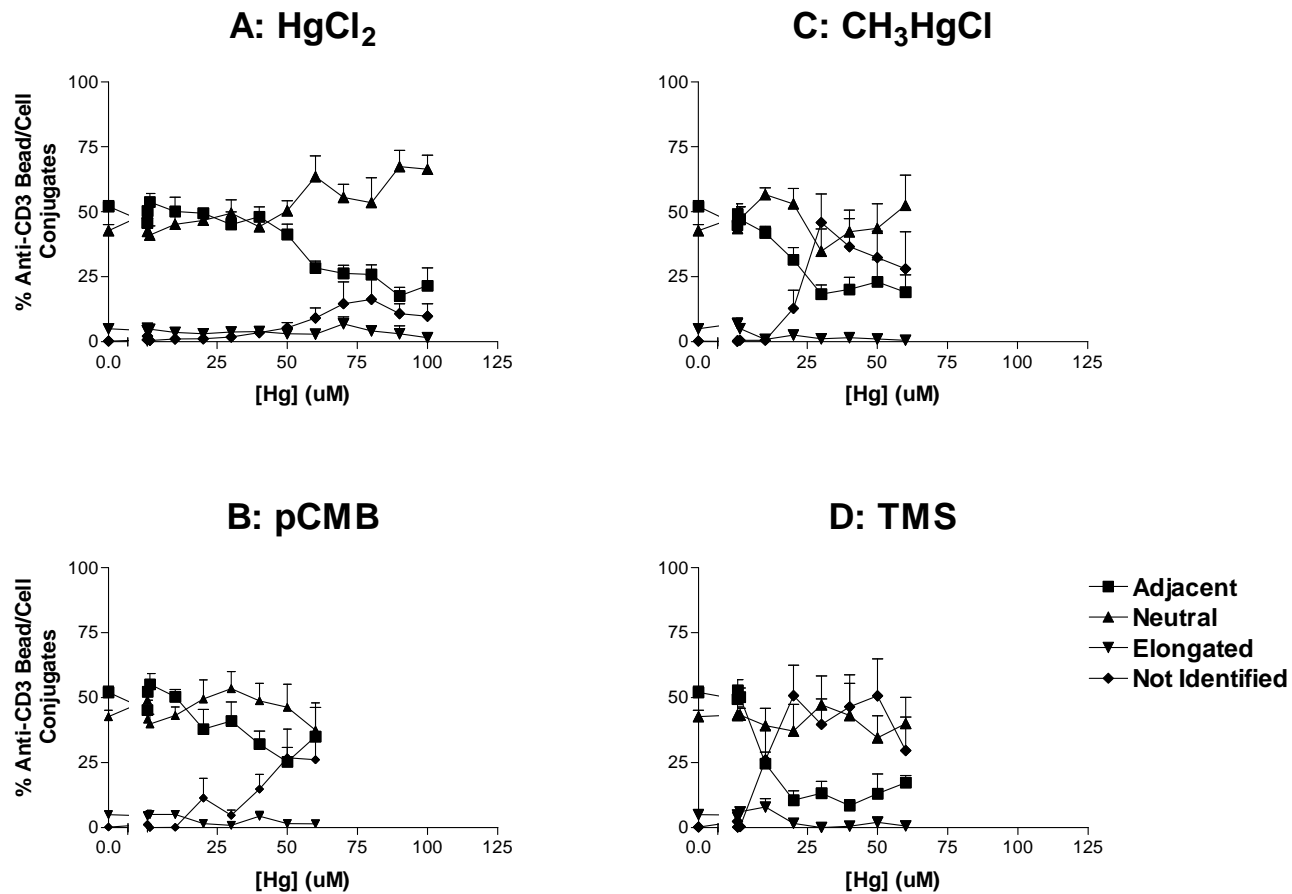 A: HgCl2
100
75
50
25
0
% Anti-CD3 Bead/Cell
Conjugates
0.0
25
50
75
100
125
[Hg] (uM)
C: CH3HgCl
100
75
50
25
0
0.0
25
50
75
100
125
[Hg] (uM)
B: pCMB
100
75
50
25
0
% Anti-CD3 Bead/Cell
Conjugates
0.0
25
50
75
100
125
[Hg] (uM)
D: TMS
100
75
50
25
0
0.0
25
50
75
100
125
[Hg] (uM)
Adjacent
Neutral
Elongated
Not Identified